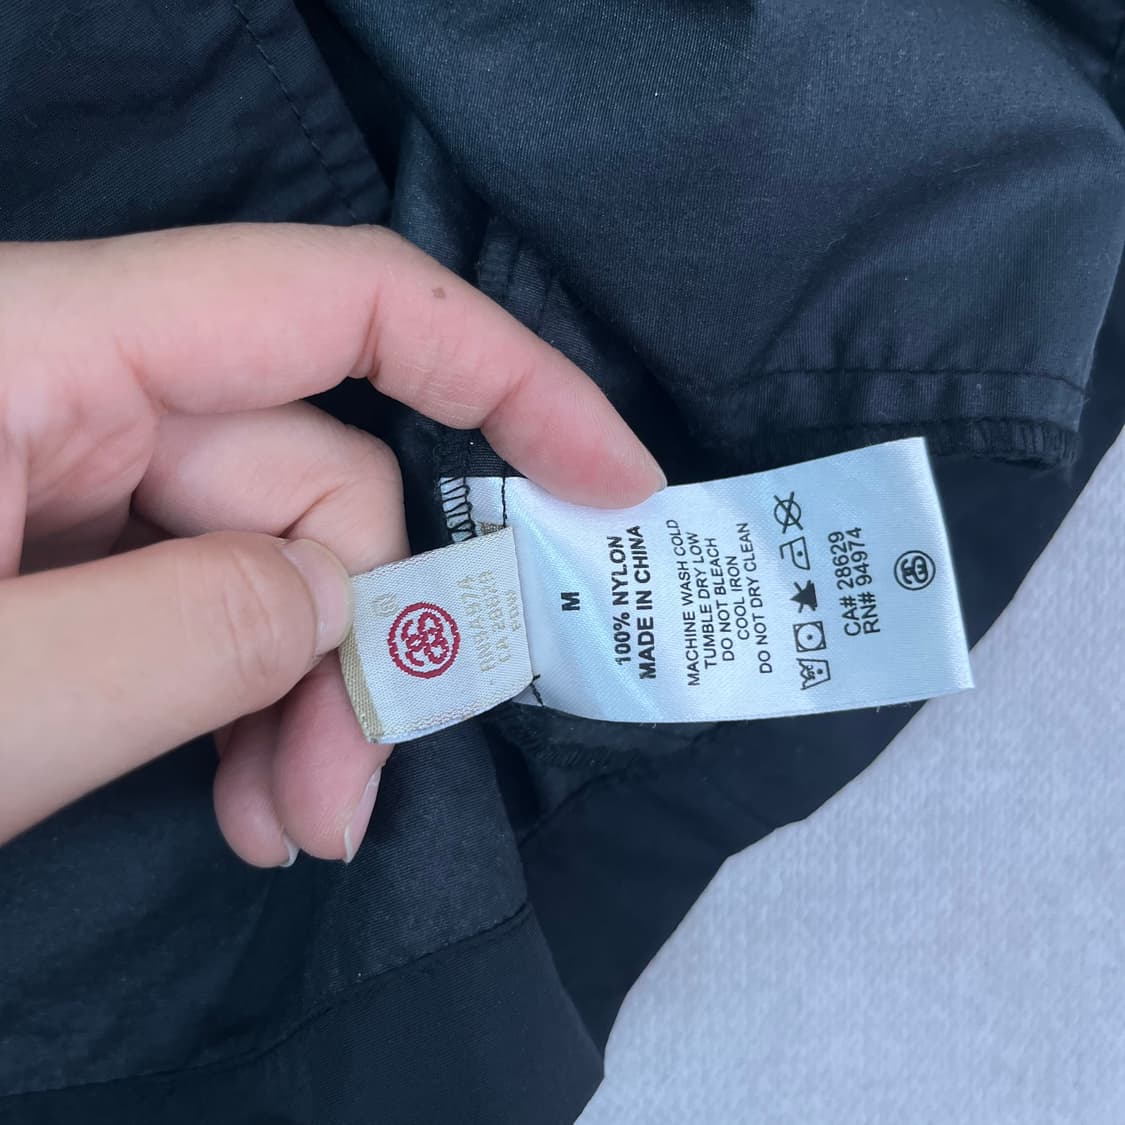 M
100% NYLON
MADE IN CHINA
MACHINE WASH COLD
TUMBLE DRY LOW
DO NOT BLEACH
COOL IRON
DO NOT DRY CLEAN
CA# 28629
RN# 94974